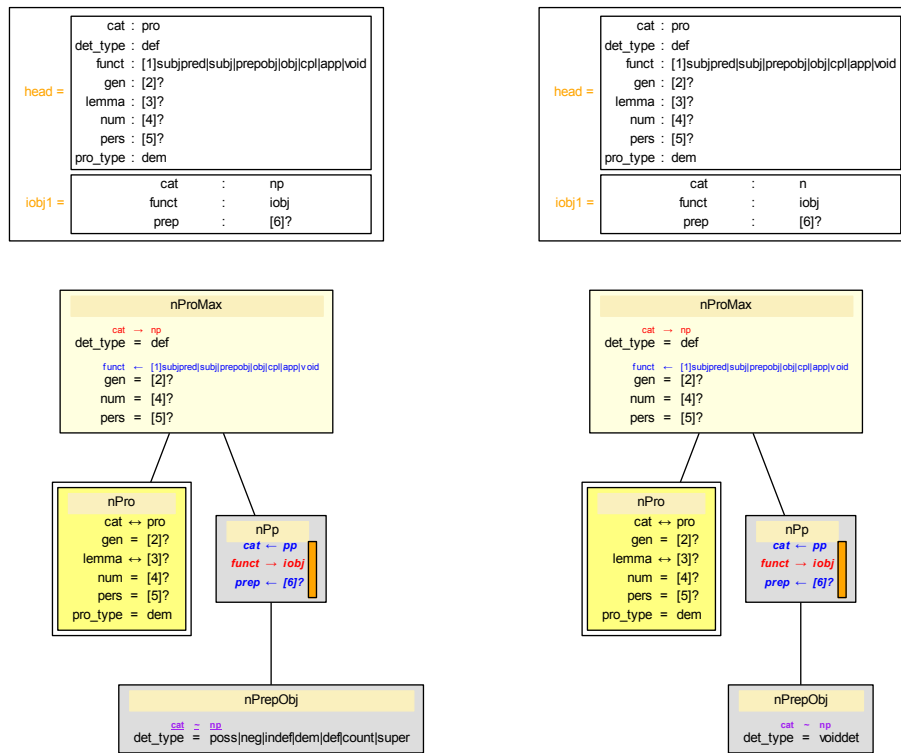 cat : pro
det_type : def
funct : [1]subjpred|subj|prepobj|obj|cpl|app|void
gen : [2]?
head =
lemma : [3]?
num : [4]?
pers : [5]?
pro_type : dem
cat : np
iobj1 =
funct : iobj
prep : [6]?
nProMax
cat → np
det_type = def
funct ← [1]subjpred|subj|prepobj|obj|cpl|app|void
gen = [2]?
num = [4]?
pers = [5]?
nPro
cat ↔ pro
gen = [2]?
lemma ↔ [3]?
num = [4]?
pers = [5]?
pro_type = dem
nPp
cat ← pp
funct → iobj
prep ← [6]?
nPrepObj
cat ~ np
det_type = poss|neg|indef|dem|def|count|super
cat : pro
det_type : def
funct : [1]subjpred|subj|prepobj|obj|cpl|app|void
gen : [2]?
head =
lemma : [3]?
num : [4]?
pers : [5]?
pro_type : dem
cat : n
iobj1 =
funct : iobj
prep : [6]?
nProMax
cat → np
det_type = def
funct ← [1]subjpred|subj|prepobj|obj|cpl|app|void
gen = [2]?
num = [4]?
pers = [5]?
nPro
cat ↔ pro
gen = [2]?
lemma ↔ [3]?
num = [4]?
pers = [5]?
pro_type = dem
nPp
cat ← pp
funct → iobj
prep ← [6]?
nPrepObj
cat ~ np
det_type = voiddet